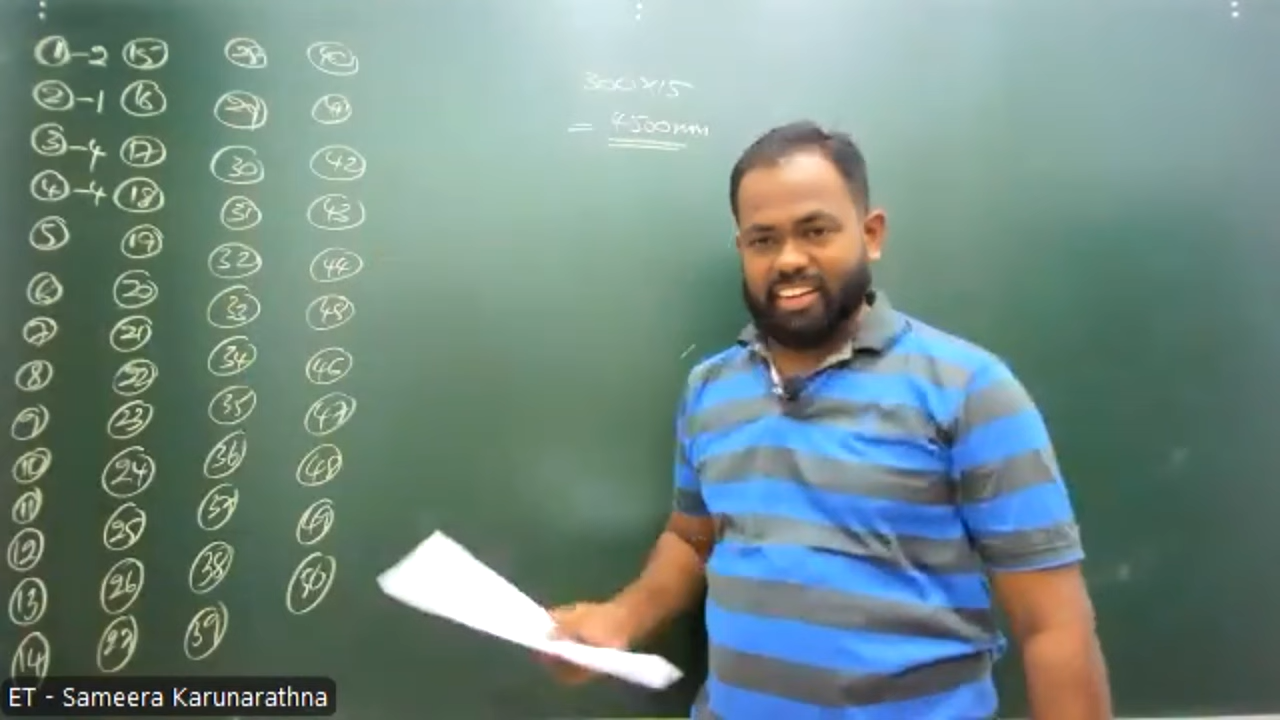 1-2 15 28 40
2-1 16 29 41
3-4 17 30 42
4-4 18 31 43
5 19 32 44
6 20 33 45
7 21 34 46
8 22 35 47
9 23 36 48
10 24 37 49
11 25 38 50
12 26 39
13 27
14
300x15
= 4500mm
ET - Sameera Karunarathna